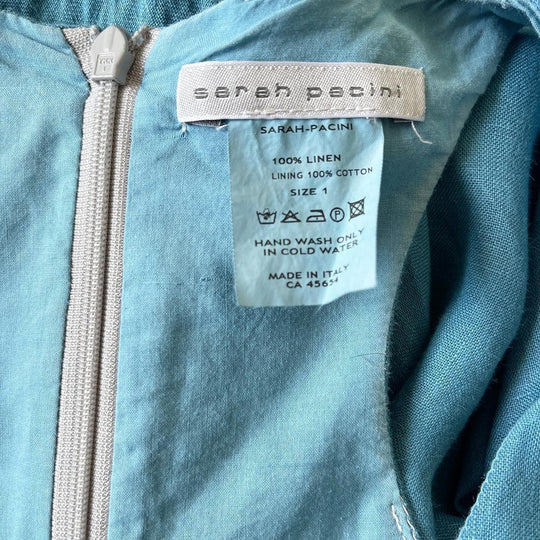 sarah pacini
SARAH-PACINI
100% LINEN
LINING 100% COTTON
SIZE 1
HAND WASH ONLY
IN COLD WATER
MADE IN ITALY
CA 45654